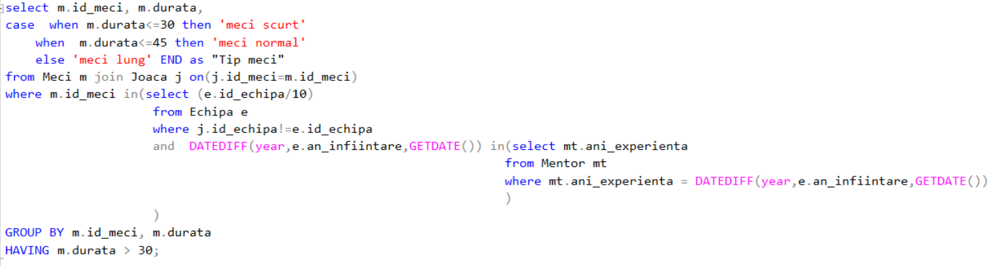 select m.id_meci, m.durata,
case  when m.durata<=30 then 'meci scurt'
    when  m.durata<=45 then 'meci normal'
    else 'meci lung' END as "Tip meci"
from Meci m join Joaca j on(j.id_meci=m.id_meci)
where m.id_meci in(select (e.id_echipa/10)
                    from Echipa e
                    where j.id_echipa!=e.id_echipa
                    and  DATEDIFF(year,e.an_infiintare,GETDATE()) in(select mt.ani_experienta
                                                                    from Mentor mt
                                                                    where mt.ani_experienta = DATEDIFF(year,e.an_infiintare,GETDATE())
                                                                    )
                    )
GROUP BY m.id_meci, m.durata
HAVING m.durata > 30;